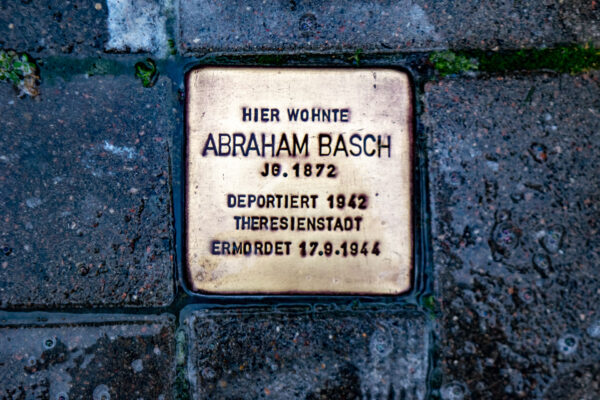 HIER WOHNTE
ABRAHAM BASCH
JG. 1872
DEPORTIERT 1942
THERESIENSTADT
ERMORDET 17.9.1944